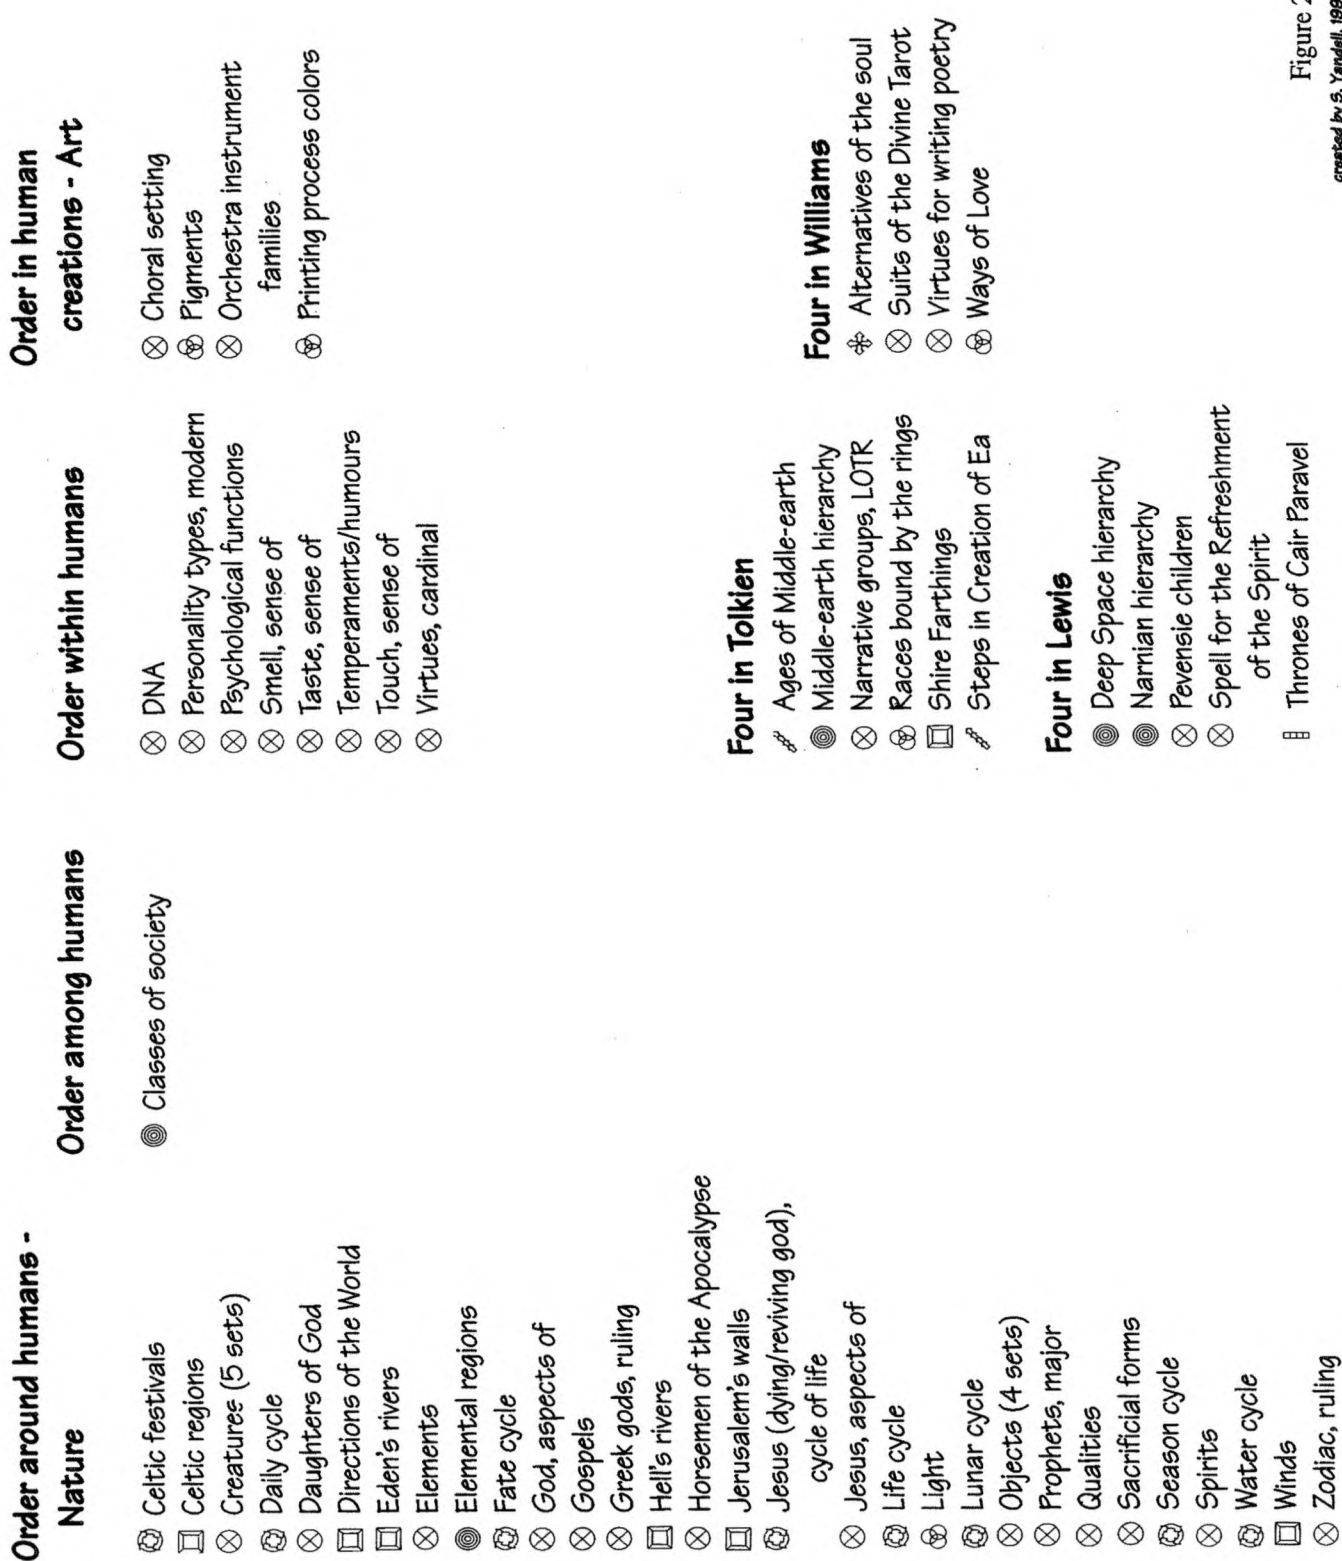 Order around humans -
Nature
Celtic festivals
Celtic regions
Creatures (5 sets)
Daily cycle
Daughters of God
Directions of the World
Eden's rivers
Elements
Elemental regions
Fate cycle
God, aspects of
Gospels
Greek gods, ruling
Hell's rivers
Horsemen of the Apocalypse
Jerusalem's walls
Jesus (dying/reviving god),
cycle of life
Jesus, aspects of
Life cycle
Light
Lunar cycle
Objects (4 sets)
Prophets, major
Qualities
Sacrificial forms
Season cycle
Spirits
Water cycle
Winds
Zodiac, ruling
Order among humans
Classes of society
Order within humans
DNA
Personality types, modern
Psychological functions
Smell, sense of
Taste, sense of
Temperaments/humours
Touch, sense of
Virtues, cardinal
Order in human
creations - Art
Choral setting
Pigments
Orchestra instrument
families
Printing process colors
Four in Tolkien
Ages of Middle-earth
Middle-earth hierarchy
Narrative groups, LOTR
Races bound by the rings
Shire Farthings
Steps in Creation of Ea
Four in Lewis
Deep Space hierarchy
Narnian hierarchy
Pevensie children
Spell for the Refreshment
of the Spirit
Thrones of Cair Paravel
Four in Williams
Alternatives of the soul
Suits of the Divine Tarot
Virtues for writing poetry
Ways of Love
Figure 2
created by S. Yandell,